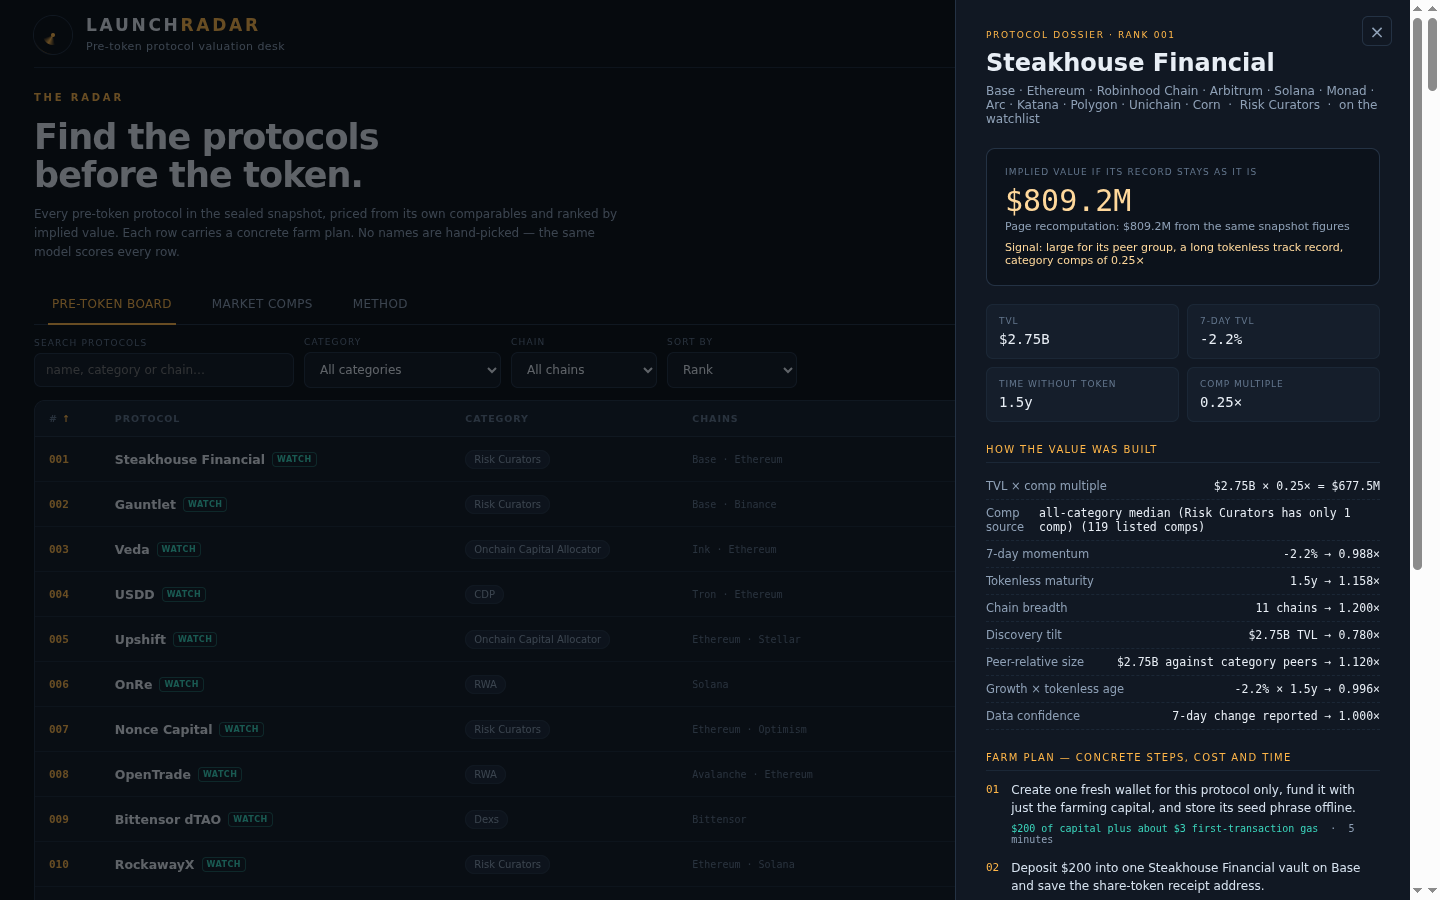 LAUNCHRADAR
Pre-token protocol valuation desk
THE RADAR
Find the protocols
before the token.
Every pre-token protocol in the sealed snapshot, priced from its own comparables and ranked by
implied value. Each row carries a concrete farm plan. No names are hand-picked — the same
model scores every row.
PRE-TOKEN BOARD MARKET COMPS METHOD
SEARCH PROTOCOLS CATEGORY CHAIN SORT BY
name, category or chain... All categories All chains Rank
# ↑ PROTOCOL CATEGORY CHAINS
001 Steakhouse Financial WATCH Risk Curators Base · Ethereum
002 Gauntlet WATCH Risk Curators Base · Binance
003 Veda WATCH Onchain Capital Allocator Ink · Ethereum
004 USDD WATCH CDP Tron · Ethereum
005 Upshift WATCH Onchain Capital Allocator Ethereum · Stellar
006 OnRe WATCH RWA Solana
007 Nonce Capital WATCH Risk Curators Ethereum · Optimism
008 OpenTrade WATCH RWA Avalanche · Ethereum
009 Bittensor dTAO WATCH Dexs Bittensor
010 RockawayX WATCH Risk Curators Ethereum · Solana
PROTOCOL DOSSIER · RANK 001
×
Steakhouse Financial
Base · Ethereum · Robinhood Chain · Arbitrum · Solana · Monad ·
Arc · Katana · Polygon · Unichain · Corn · Risk Curators · on the
watchlist
IMPLIED VALUE IF ITS RECORD STAYS AS IT IS
$809.2M
Page recomputation: $809.2M from the same snapshot figures
Signal: large for its peer group, a long tokenless track record,
category comps of 0.25×
TVL
$2.75B
7-DAY TVL
-2.2%
TIME WITHOUT TOKEN
1.5y
COMP MULTIPLE
0.25×
HOW THE VALUE WAS BUILT
TVL × comp multiple $2.75B × 0.25× = $677.5M
Comp source all-category median (Risk Curators has only 1
comp) (119 listed comps)
7-day momentum -2.2% → 0.988×
Tokenless maturity 1.5y → 1.158×
Chain breadth 11 chains → 1.200×
Discovery tilt $2.75B TVL → 0.780×
Peer-relative size $2.75B against category peers → 1.120×
Growth × tokenless age -2.2% × 1.5y → 0.996×
Data confidence 7-day change reported → 1.000×
FARM PLAN — CONCRETE STEPS, COST AND TIME
01 Create one fresh wallet for this protocol only, fund it with
just the farming capital, and store its seed phrase offline.
$200 of capital plus about $3 first-transaction gas · 5
minutes
02 Deposit $200 into one Steakhouse Financial vault on Base
and save the share-token receipt address.